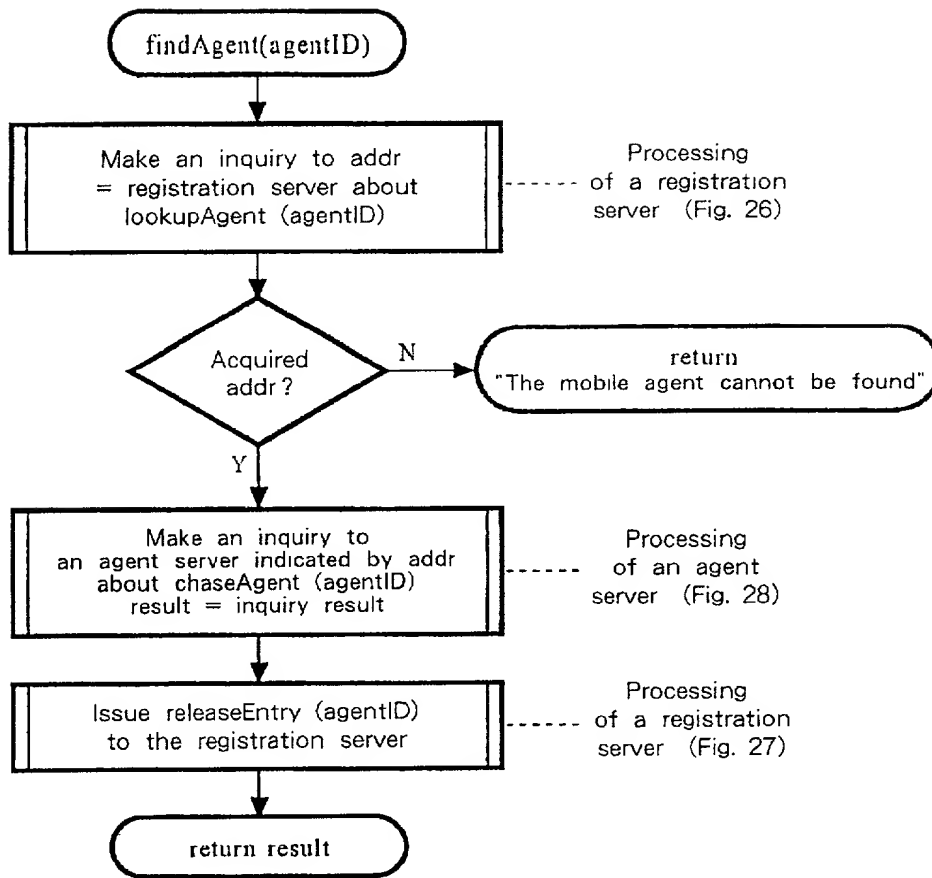 findAgent(agentID)
Make an inquiry to addr
= registration server about
lookupAgent (agentID)
Processing
of a registration
server (Fig. 26)
Acquired
addr?
N
return
"The mobile agent cannot be found"
Y
Make an inquiry to
an agent server indicated by addr
about chaseAgent (agentID)
result = inquiry result
Processing
of an agent
server (Fig. 28)
Issue releaseEntry (agentID)
to the registration server
Processing
of a registration
server (Fig. 27)
return result